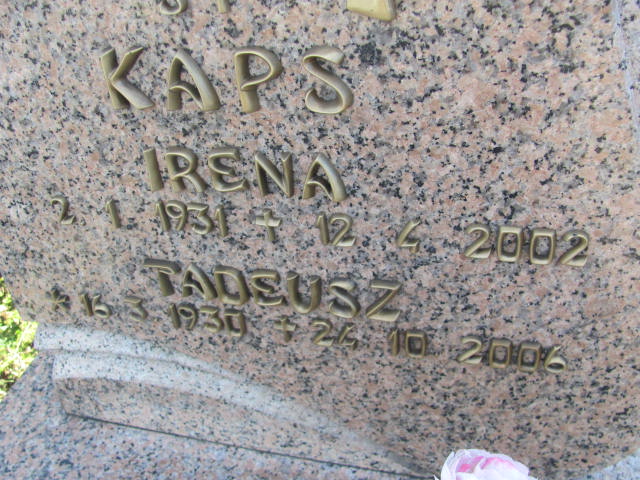 KAPS
IRENA
2 1 1931 + 12 4 2002
TADEUSZ
* 16 3 1930 + 24 10 2006